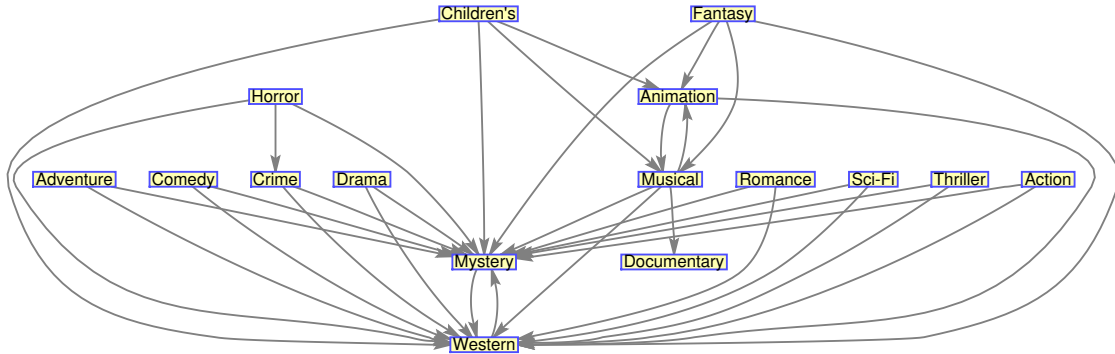 Children's
Fantasy
Horror
Animation
Adventure
Comedy
Crime
Drama
Musical
Romance
Sci-Fi
Thriller
Action
Mystery
Documentary
Western